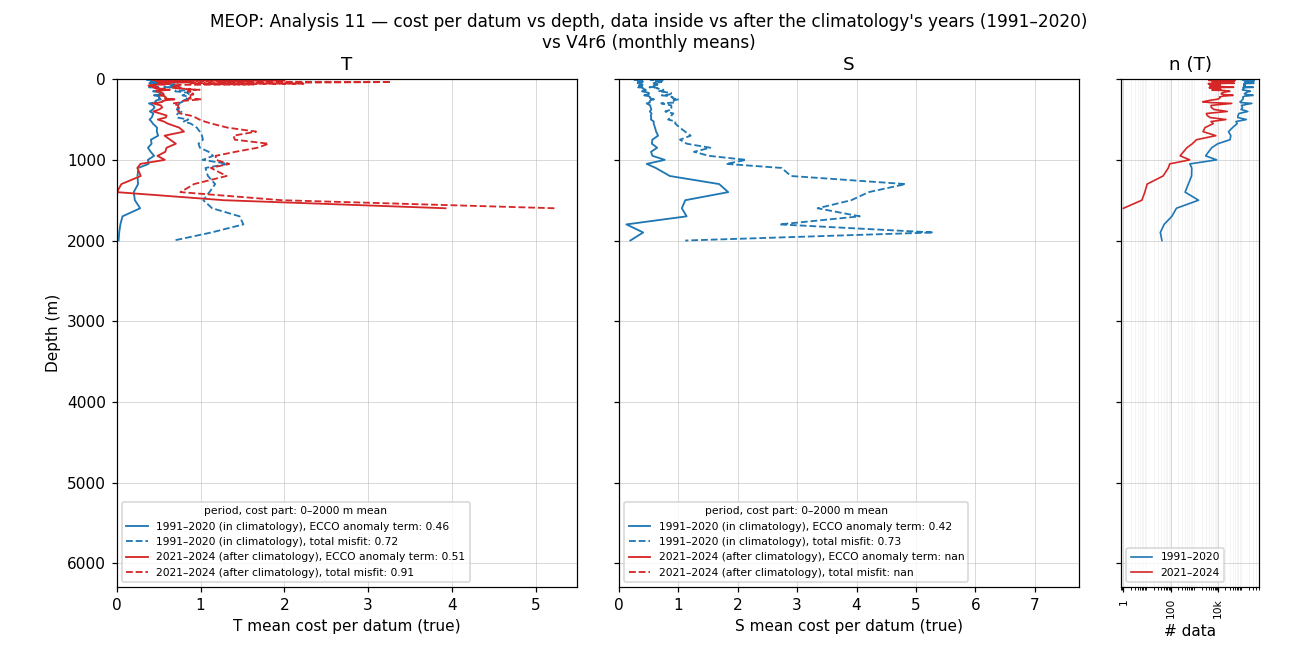 MEOP: Analysis 11 — cost per datum vs depth, data inside vs after the climatology's years (1991–2020)
vs V4r6 (monthly means)
T
S
n (T)
Depth (m)
0
1000
2000
3000
4000
5000
6000
period, cost part: 0–2000 m mean
1991–2020 (in climatology), ECCO anomaly term: 0.46
1991–2020 (in climatology), total misfit: 0.72
2021–2024 (after climatology), ECCO anomaly term: 0.51
2021–2024 (after climatology), total misfit: 0.91
0 1 2 3 4 5
T mean cost per datum (true)
period, cost part: 0–2000 m mean
1991–2020 (in climatology), ECCO anomaly term: 0.42
1991–2020 (in climatology), total misfit: 0.73
2021–2024 (after climatology), ECCO anomaly term: nan
2021–2024 (after climatology), total misfit: nan
0 1 2 3 4 5 6 7
S mean cost per datum (true)
1991–2020
2021–2024
1 100 10k
# data